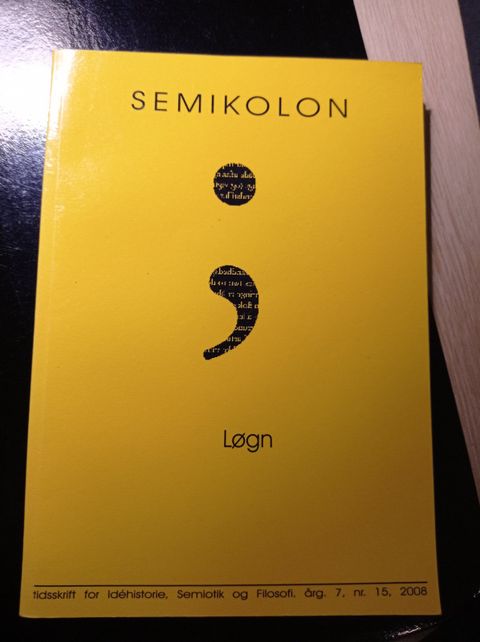 SEMIKOLON
Løgn
tidsskrift for Idéhistorie, Semiotik og Filosofi, årg. 7, nr. 15, 2008